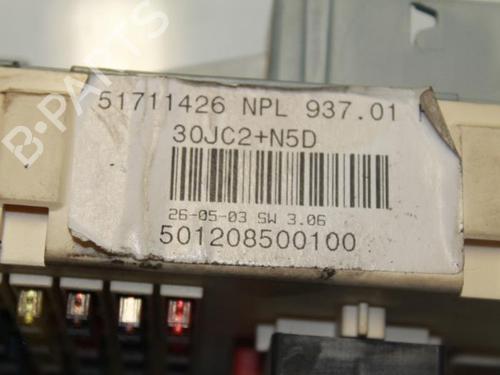 51711426 NPL 937.01
30JC2+N5D
26-05-03 SW 3.06
501208500100
B-PARTS